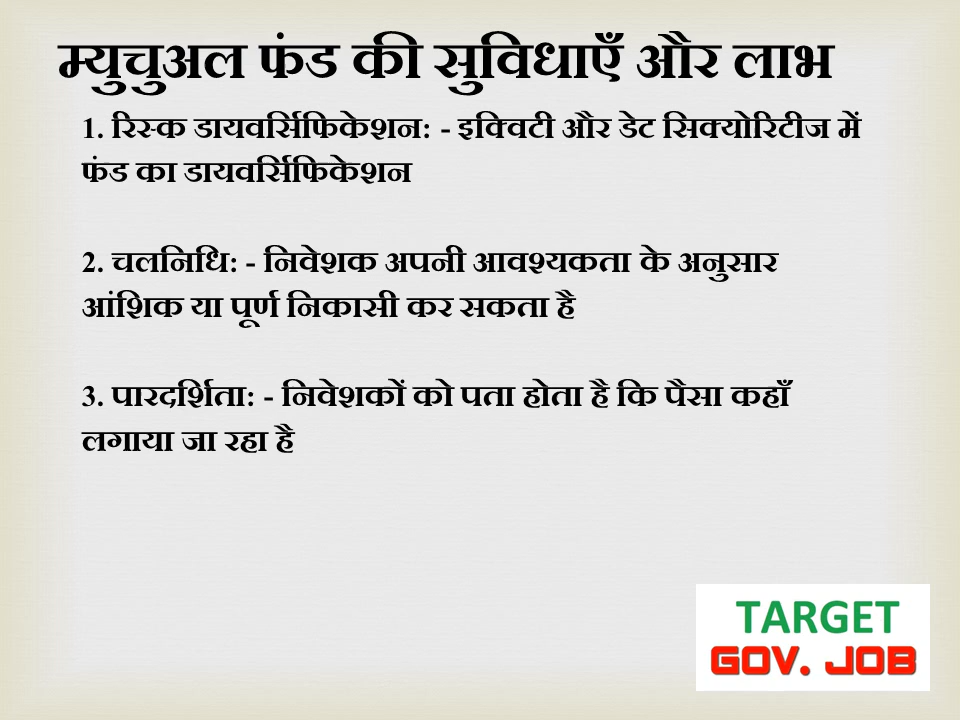 म्युचुअल फंड की सुविधाएँ और लाभ
1. रिस्क डायवर्सिफिकेशन: - इक्विटी और डेट सिक्योरिटीज में
फंड का डायवर्सिफिकेशन
2. चलनिधि: - निवेशक अपनी आवश्यकता के अनुसार
आंशिक या पूर्ण निकासी कर सकता है
3. पारदर्शिता: - निवेशकों को पता होता है कि पैसा कहाँ
लगाया जा रहा है
TARGET
GOV. JOB